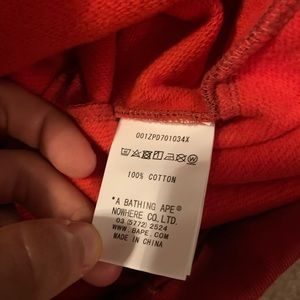 001ZPD701034X
100% COTTON
"A BATHING APE"
NOWHERE CO. LTD.
03(5772)2524
WWW.BAPE.COM
MADE IN CHINA